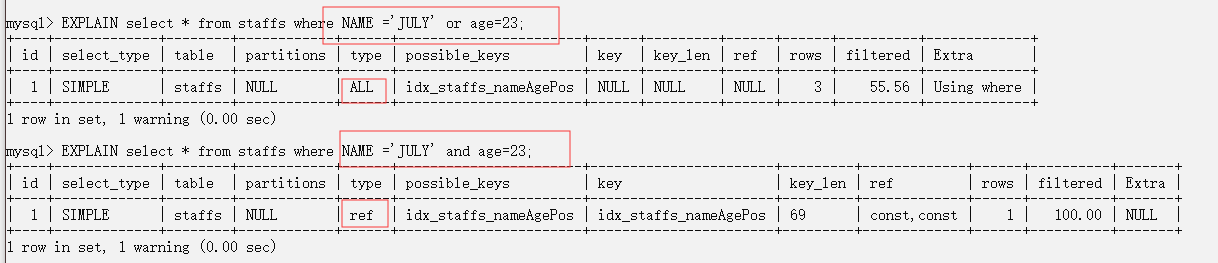 mysql> EXPLAIN select * from staffs where NAME ='JULY' or age=23;
+----+-------------+--------+------------+------+-----------------------+------+---------+------+------+----------+-------------+
| id | select_type | table | partitions | type | possible_keys | key | key_len | ref | rows | filtered | Extra |
+----+-------------+--------+------------+------+-----------------------+------+---------+------+------+----------+-------------+
| 1 | SIMPLE | staffs | NULL | ALL | idx_staffs_nameAgePos | NULL | NULL | NULL | 3 | 55.56 | Using where |
+----+-------------+--------+------------+------+-----------------------+------+---------+------+------+----------+-------------+
1 row in set, 1 warning (0.00 sec)
mysql> EXPLAIN select * from staffs where NAME ='JULY' and age=23;
+----+-------------+--------+------------+------+-----------------------+-----------------------+---------+-------------+------+----------+-------+
| id | select_type | table | partitions | type | possible_keys | key | key_len | ref | rows | filtered | Extra |
+----+-------------+--------+------------+------+-----------------------+-----------------------+---------+-------------+------+----------+-------+
| 1 | SIMPLE | staffs | NULL | ref | idx_staffs_nameAgePos | idx_staffs_nameAgePos | 69 | const,const | 1 | 100.00 | NULL |
+----+-------------+--------+------------+------+-----------------------+-----------------------+---------+-------------+------+----------+-------+
1 row in set, 1 warning (0.00 sec)